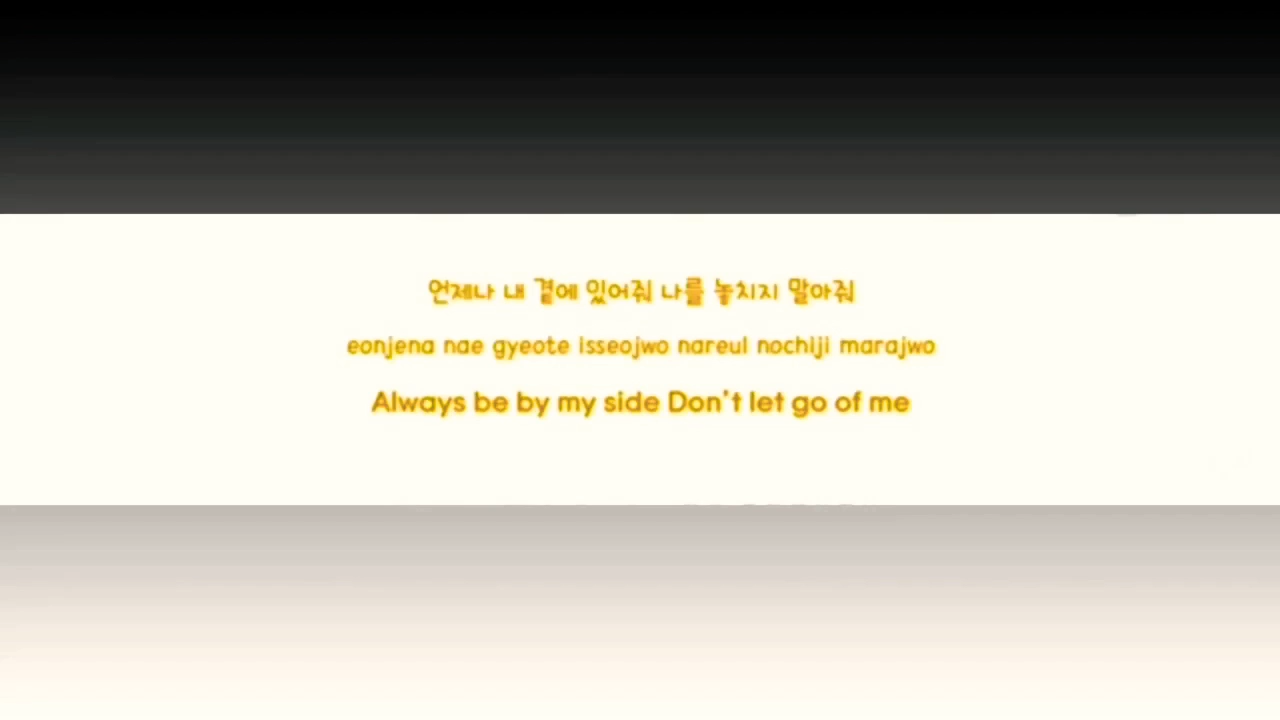 언제나 내 곁에 있어줘 나를 놓치지 말아줘
eonjena nae gyeote isseojwo nareul nochiji marajwo
Always be by my side Don't let go of me